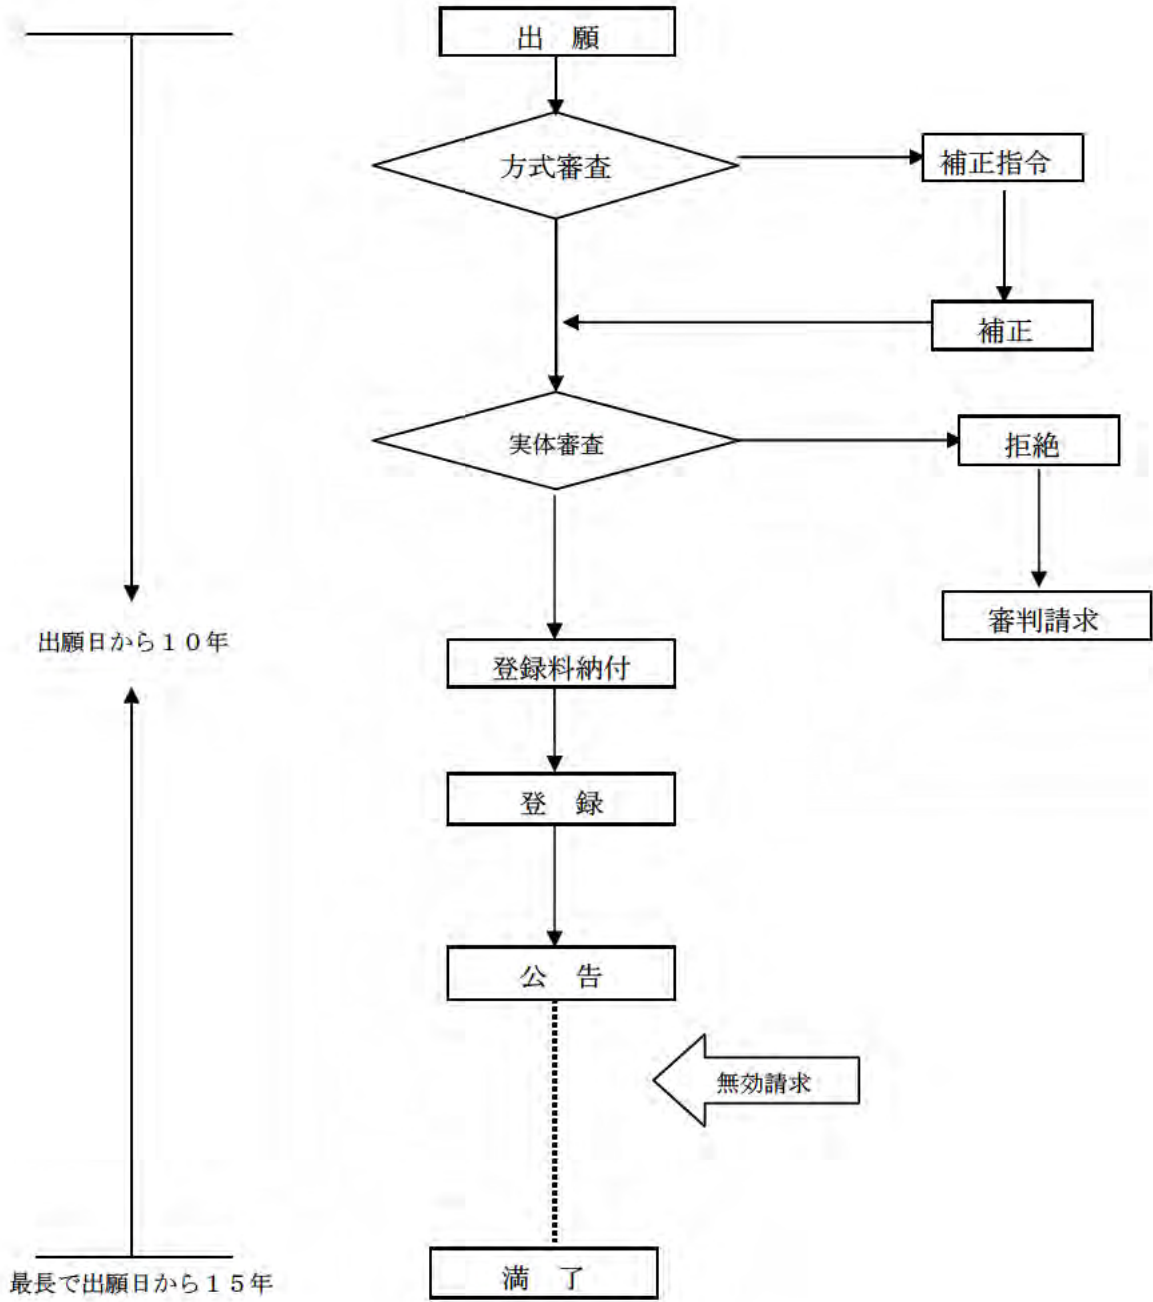 出　願
方式審査
補正指令
補正
実体審査
拒絶
審判請求
出願日から１０年
登録料納付
登　録
公　告
無効請求
満　了
最長で出願日から１５年